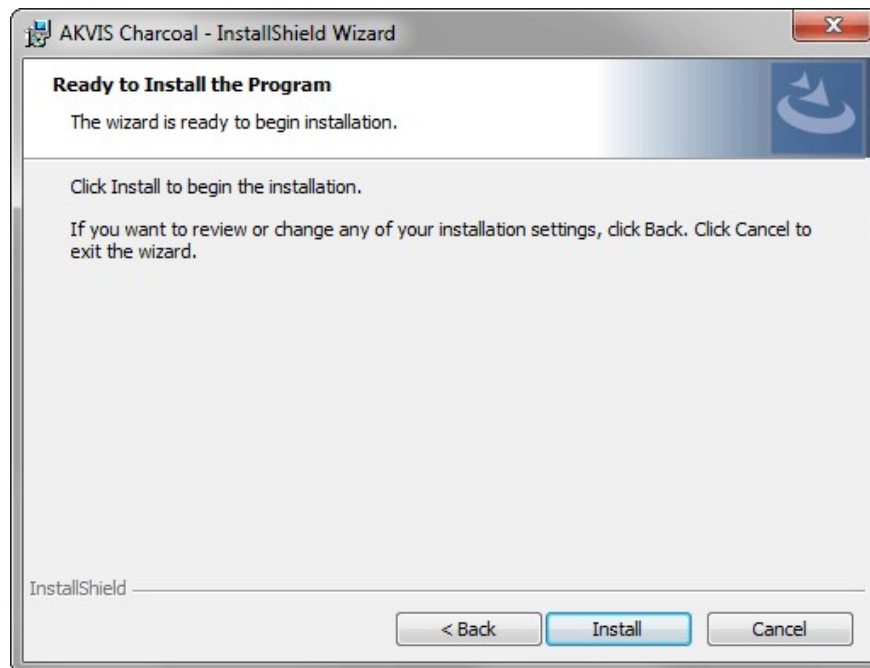 AKVIS Charcoal - InstallShield Wizard
Ready to Install the Program
The wizard is ready to begin installation.
Click Install to begin the installation.
If you want to review or change any of your installation settings, click Back. Click Cancel to
exit the wizard.
InstallShield
< Back
Install
Cancel